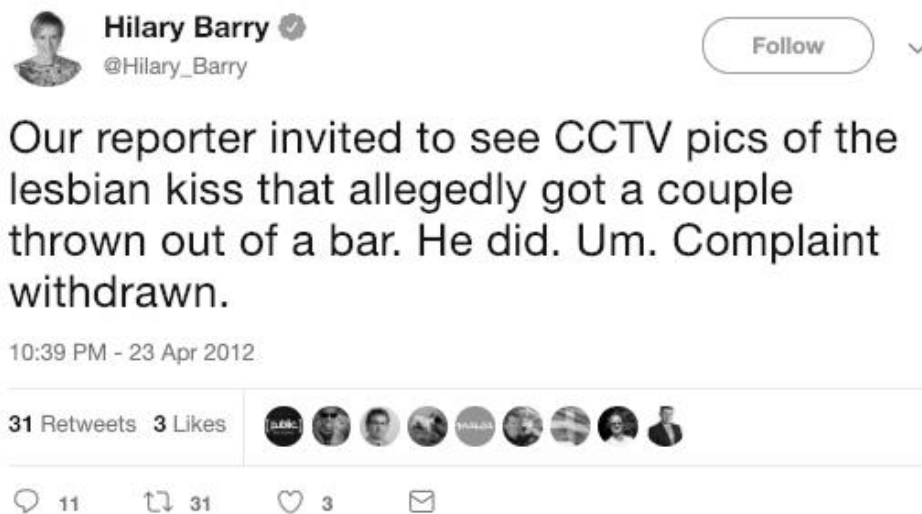 Hilary Barry
@Hilary_Barry
Follow
Our reporter invited to see CCTV pics of the
lesbian kiss that allegedly got a couple
thrown out of a bar. He did. Um. Complaint
withdrawn.
10:39 PM - 23 Apr 2012
31 Retweets 3 Likes
11 31 3